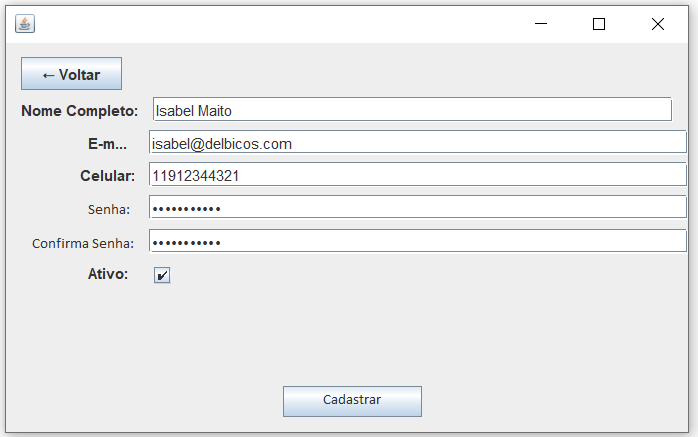 ← Voltar
Nome Completo: Isabel Maito
E-m... isabel@delbicos.com
Celular: 11912344321
Senha: •••••••••••
Confirma Senha: •••••••••••
Ativo:
Cadastrar